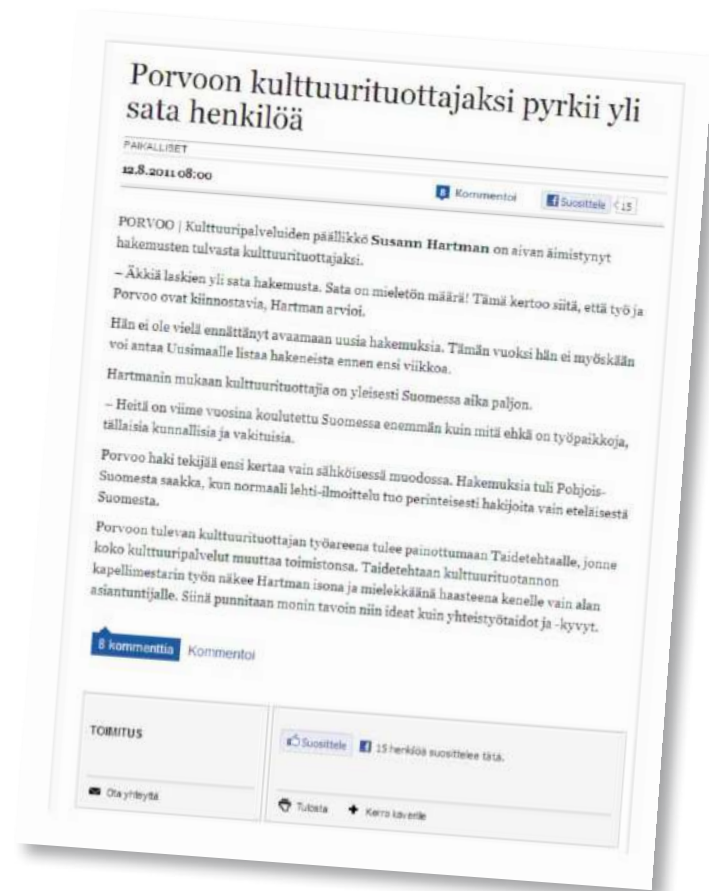 Porvoon kulttuurituottajaksi pyrkii yli
sata henkilöä
PAIKALLISET
12.8.2011 08:00
8 Kommentoi
Suosittele 15
PORVOO | Kulttuuripalveluiden päällikkö Susann Hartman on aivan äimistynyt
hakemusten tulvasta kulttuurituottajaksi.
– Äkkiä laskien yli sata hakemusta. Sata on mieletön määrä! Tämä kertoo siitä, että työ ja
Porvoo ovat kiinnostavia, Hartman arvioi.
Hän ei ole vielä ennättänyt avaamaan uusia hakemuksia. Tämän vuoksi hän ei myöskään
voi antaa Uusimaalle listaa hakeneista ennen ensi viikkoa.
Hartmanin mukaan kulttuurituottajia on yleisesti Suomessa aika paljon.
– Heitä on viime vuosina koulutettu Suomessa enemmän kuin mitä ehkä on työpaikkoja,
tällaisia kunnallisia ja vakituisia.
Porvoo haki tekijää ensi kertaa vain sähköisessä muodossa. Hakemuksia tuli Pohjois-
Suomesta saakka, kun normaali lehti-ilmoittelu tuo perinteisesti hakijoita vain eteläisestä
Suomesta.
Porvoon tulevan kulttuurituottajan työareena tulee painottumaan Taidetehtaalle, jonne
koko kulttuuripalvelut muuttaa toimistonsa. Taidetehtaan kulttuurituotannon
kapellimestarin työn näkee Hartman isona ja mielekkäänä haasteena kenelle vain alan
asiantuntijalle. Siinä punnitaan monin tavoin niin ideat kuin yhteistyötaidot ja -kyvyt.
8 kommenttia Kommentoi
TOIMITUS
Ota yhteyttä
Suosittele 15 henkilöä suosittelee tätä.
Tulosta Kerro kaverille